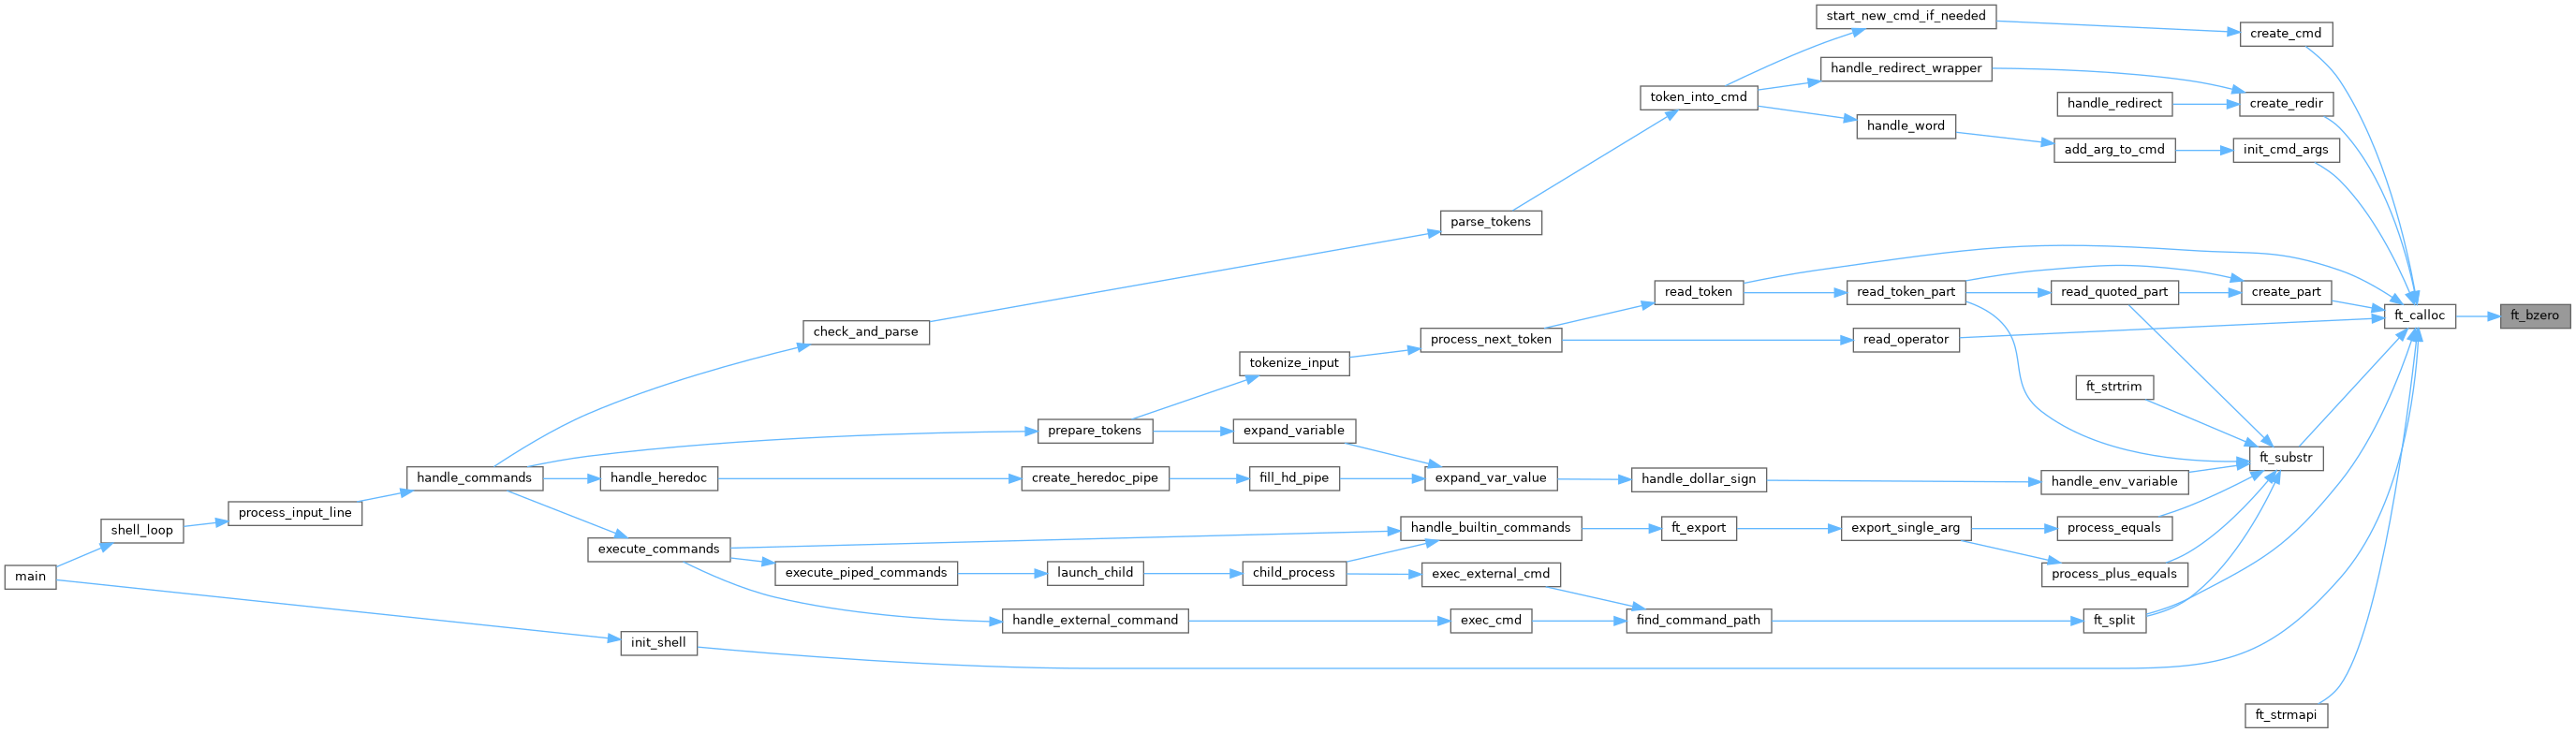 start_new_cmd_if_needed
create_cmd
handle_redirect_wrapper
token_into_cmd
handle_redirect
create_redir
handle_word
add_arg_to_cmd
init_cmd_args
parse_tokens
read_token
read_token_part
read_quoted_part
create_part
ft_calloc
ft_bzero
check_and_parse
process_next_token
read_operator
tokenize_input
ft_strtrim
prepare_tokens
expand_variable
ft_substr
handle_commands
handle_heredoc
create_heredoc_pipe
fill_hd_pipe
expand_var_value
handle_dollar_sign
handle_env_variable
process_input_line
shell_loop
handle_builtin_commands
ft_export
export_single_arg
process_equals
execute_commands
main
execute_piped_commands
launch_child
child_process
exec_external_cmd
process_plus_equals
handle_external_command
exec_cmd
find_command_path
ft_split
init_shell
ft_strmapi